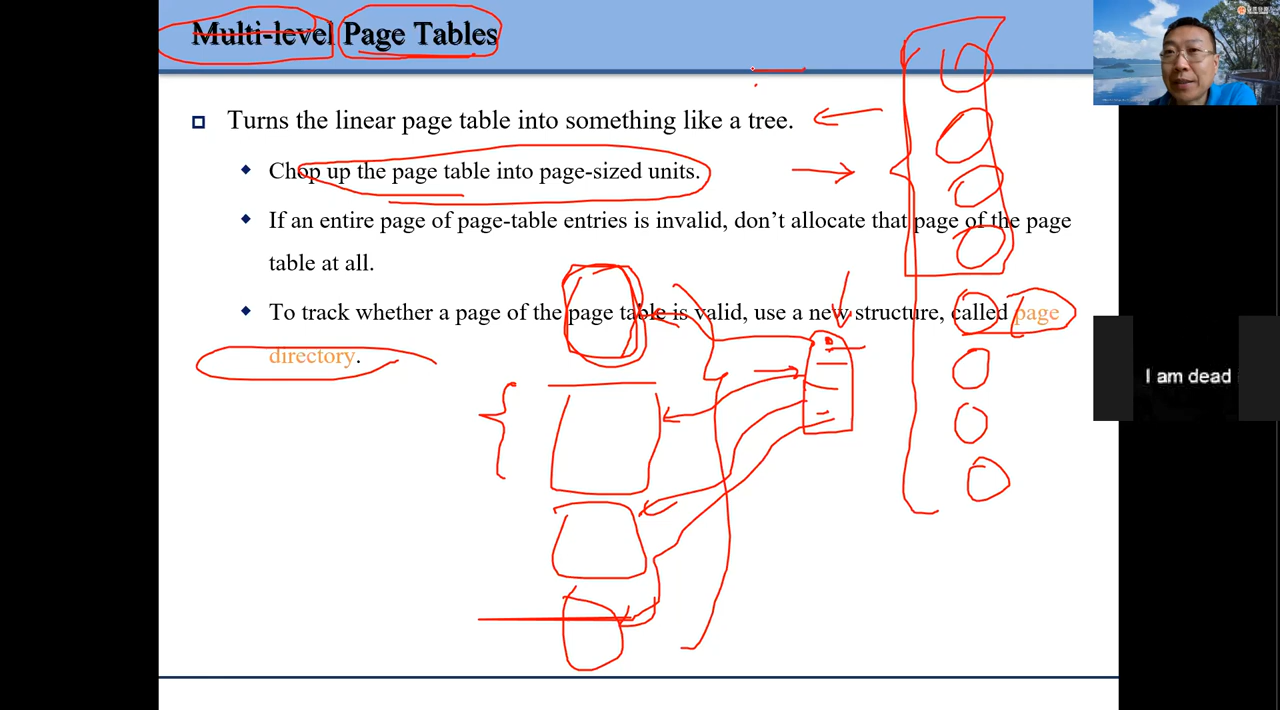 Multi-level Page Tables
Turns the linear page table into something like a tree.
Chop up the page table into page-sized units.
If an entire page of page-table entries is invalid, don’t allocate that page of the page
table at all.
To track whether a page of the page table is valid, use a new structure, called page
directory.
I am dead